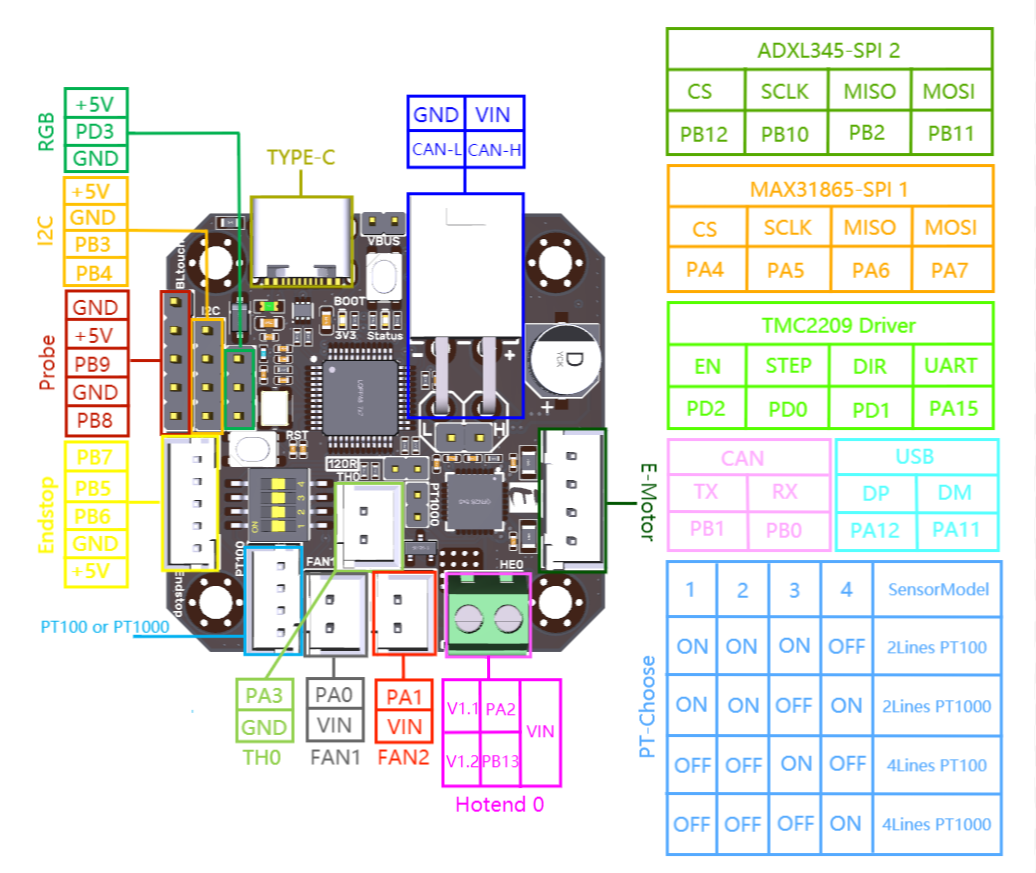 RGB
+5V
PD3
GND
I2C
+5V
GND
PB3
PB4
Probe
GND
+5V
PB9
GND
PB8
Endstop
PB7
PB5
PB6
GND
+5V
PT100 or PT1000
TYPE-C
GND VIN
CAN-L CAN-H
VBUS
BLtouch
I2C
BOOT
3V3
Status
- +
D
YCK
+
L H
RST
120R
TH0
PT1000
ON
1 2 3 4
PT100
FAN1
HE0
Endstop
E-Motor
PA3
GND
TH0
PA0
VIN
FAN1
PA1
VIN
FAN2
V1.1 PA2 VIN
V1.2 PB13
Hotend 0
ADXL345-SPI 2
CS SCLK MISO MOSI
PB12 PB10 PB2 PB11
MAX31865-SPI 1
CS SCLK MISO MOSI
PA4 PA5 PA6 PA7
TMC2209 Driver
EN STEP DIR UART
PD2 PD0 PD1 PA15
CAN
TX RX
PB1 PB0
USB
DP DM
PA12 PA11
PT-Choose
1 2 3 4 SensorModel
ON ON ON OFF 2Lines PT100
ON ON OFF ON 2Lines PT1000
OFF OFF ON OFF 4Lines PT100
OFF OFF OFF ON 4Lines PT1000